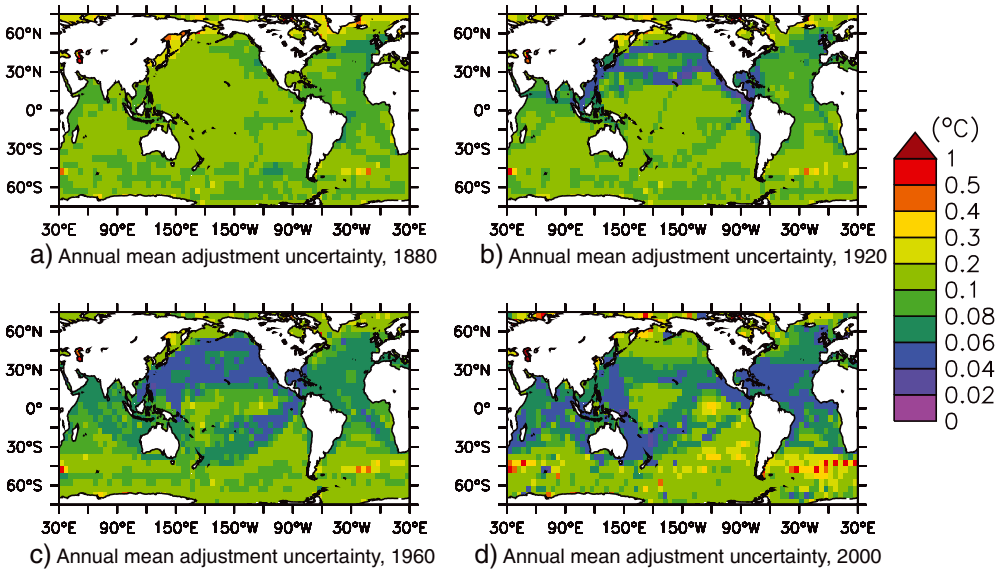 60°N
30°N
0°
30°S
60°S
30°E 90°E 150°E 150°W 90°W 30°W 30°E
a) Annual mean adjustment uncertainty, 1880
60°N
30°N
0°
30°S
60°S
30°E 90°E 150°E 150°W 90°W 30°W 30°E
b) Annual mean adjustment uncertainty, 1920
60°N
30°N
0°
30°S
60°S
30°E 90°E 150°E 150°W 90°W 30°W 30°E
c) Annual mean adjustment uncertainty, 1960
60°N
30°N
0°
30°S
60°S
30°E 90°E 150°E 150°W 90°W 30°W 30°E
d) Annual mean adjustment uncertainty, 2000
(°C)
1
0.5
0.4
0.3
0.2
0.1
0.08
0.06
0.04
0.02
0